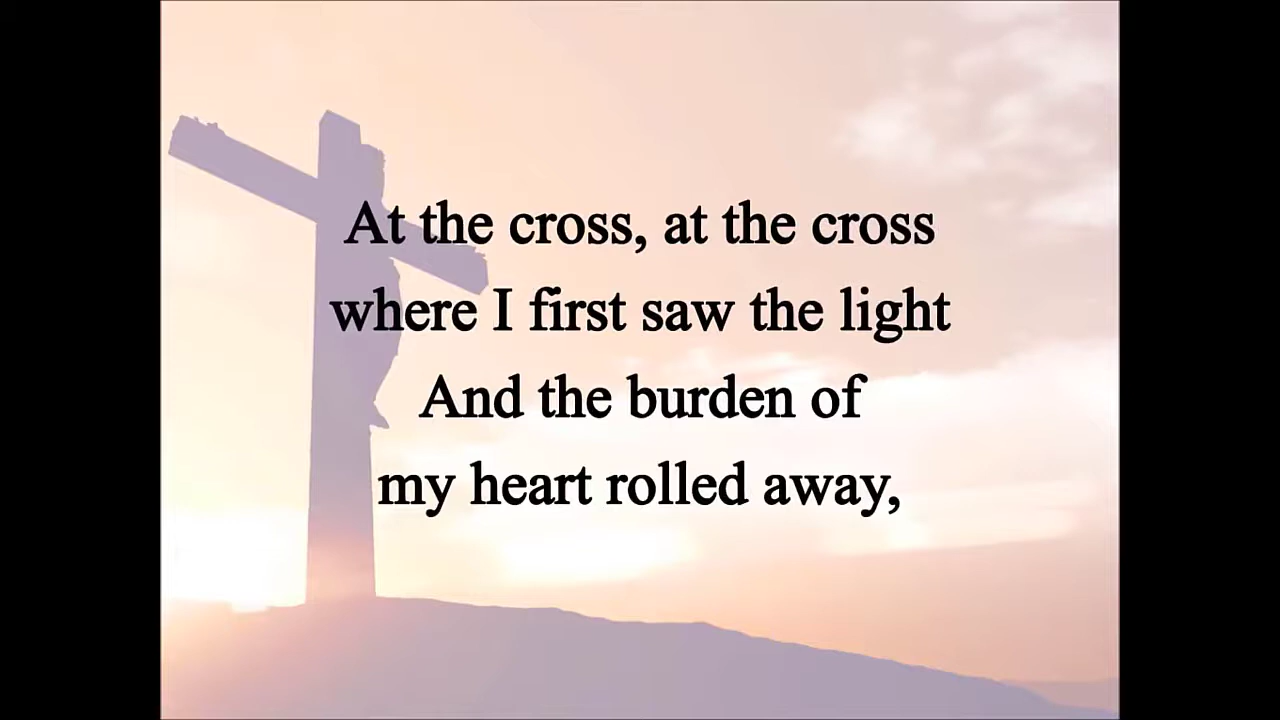 At the cross, at the cross
where I first saw the light
And the burden of
my heart rolled away,